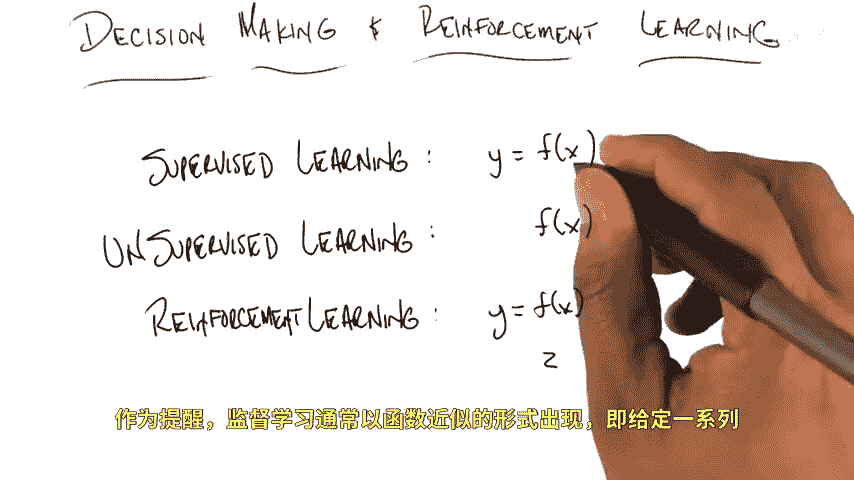 DECISION MAKING & REINFORCEMENT LEARNING
SUPERVISED LEARNING : y = f(x)
UNSUPERVISED LEARNING : f(x)
REINFORCEMENT LEARNING : y = f(x)
z
作为提醒，监督学习通常以函数近似的形式出现，即给定一系列